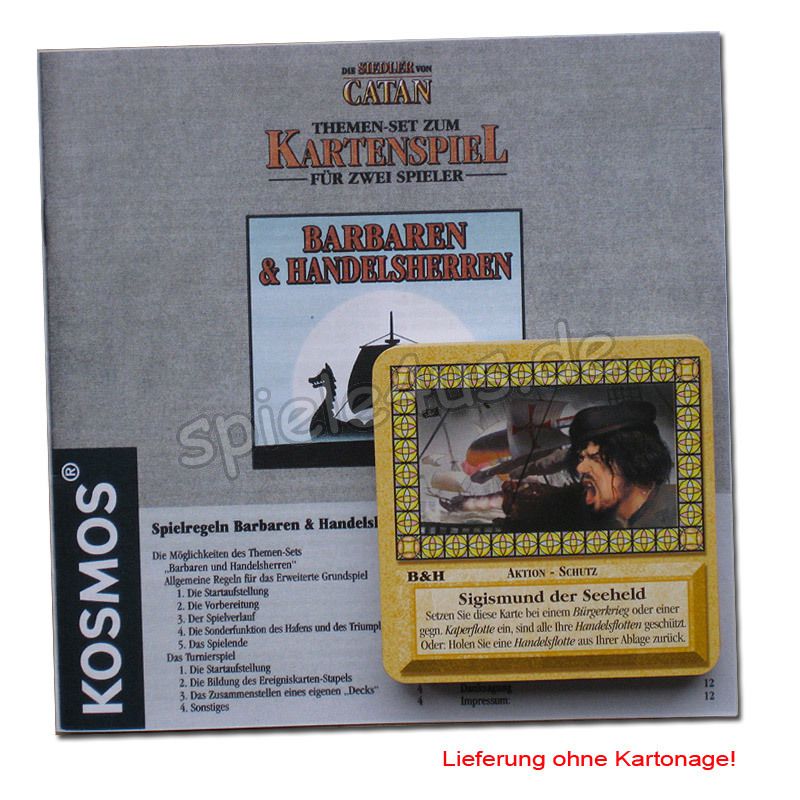 DIE SIEDLER VON
CATAN
THEMEN-SET ZUM
KARTENSPIEL
FÜR ZWEI SPIELER
BARBAREN
& HANDELSHERREN
spiele4us.de
KOSMOS®
Spielregeln Barbaren & Handelsl
Die Möglichkeiten des Themen-Sets
„Barbaren und Handelsherren"
Allgemeine Regeln für das Erweiterte Grundspiel
1. Die Startaufstellung
2. Die Vorbereitung
3. Der Spielverlauf
4. Die Sonderfunktion des Hafens und des Triumpl
5. Das Spielende
Das Turnierspiel
1. Die Startaufstellung
2. Die Bildung des Ereigniskarten-Stapels
3. Das Zusammenstellen eines eigenen „Decks" 4
4. Sonstiges 4
Danksagung 12
Impressum: 12
B&H AKTION - SCHUTZ
Sigismund der Seeheld
Setzen Sie diese Karte bei einem Bürgerkrieg oder einer
gegn. Kaperflotte ein, sind alle Ihre Handelsflotten geschützt.
Oder: Holen Sie eine Handelsflotte aus Ihrer Ablage zurück.
Lieferung ohne Kartonage!